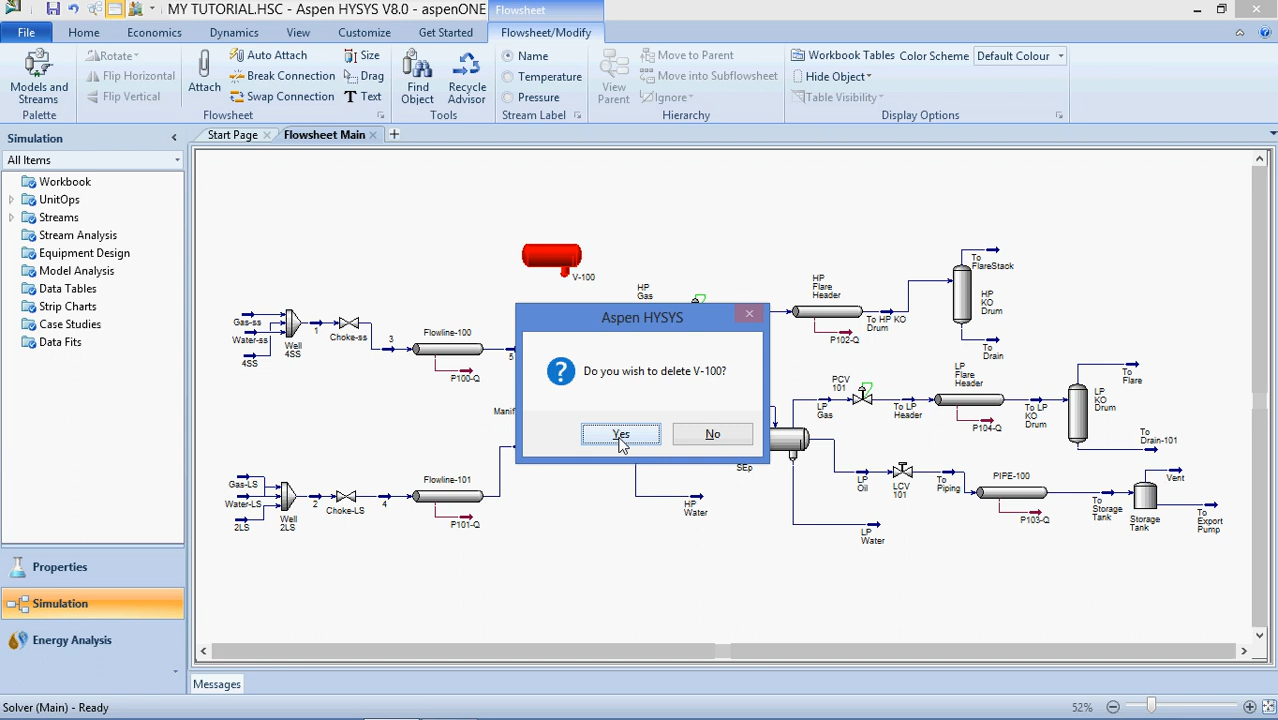 MY TUTORIAL.HSC - Aspen HYSYS V8.0 - aspenONE
Flowsheet
File
Home
Economics
Dynamics
View
Customize
Get Started
Flowsheet/Modify
Models and
Streams
Palette
Rotate
Flip Horizontal
Flip Vertical
Attach
Auto Attach
Break Connection
Swap Connection
Size
Drag
Text
Flowsheet
Find
Object
Recycle
Advisor
Tools
Name
Temperature
Pressure
Stream Label
View
Parent
Move to Parent
Move into Subflowsheet
Ignore
Hierarchy
Workbook Tables
Color Scheme
Default Colour
Hide Object
Table Visibility
Display Options
Simulation
All Items
Workbook
UnitOps
Streams
Stream Analysis
Equipment Design
Model Analysis
Data Tables
Strip Charts
Case Studies
Data Fits
Properties
Simulation
Energy Analysis
Start Page
Flowsheet Main
V-100
HP
Gas
HP
Flare
Header
To HP KO
Drum
P102-Q
To
FlareStack
HP
KO
Drum
To
Drain
Gas-ss
Water-ss
4SS
Well
4SS
1
Choke-ss
3
Flowline-100
P100-Q
5
Manif
PCV
101
LP
Gas
To
LP Header
LP
Flare
Header
To LP
KO
Drum
P104-Q
To
Flare
LP
KO
Drum
To
Drain-101
SEp
LP
Oil
LCV
101
To
Piping
PIPE-100
P103-Q
To
Storage
Tank
Storage
Tank
Vent
To
Export
Pump
Gas-LS
Water-LS
2LS
Well
2LS
2
Choke-LS
4
Flowline-101
P101-Q
HP
Water
LP
Water
Aspen HYSYS
Do you wish to delete V-100?
Yes
No
Messages
Solver (Main) - Ready
52%